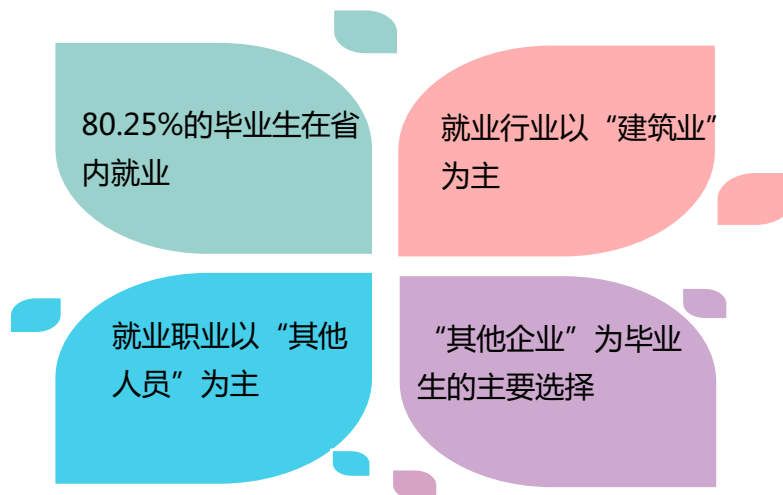 80.25%的毕业生在省
内就业
就业行业以“建筑业”
为主
就业职业以“其他
人员”为主
“其他企业”为毕业
生的主要选择